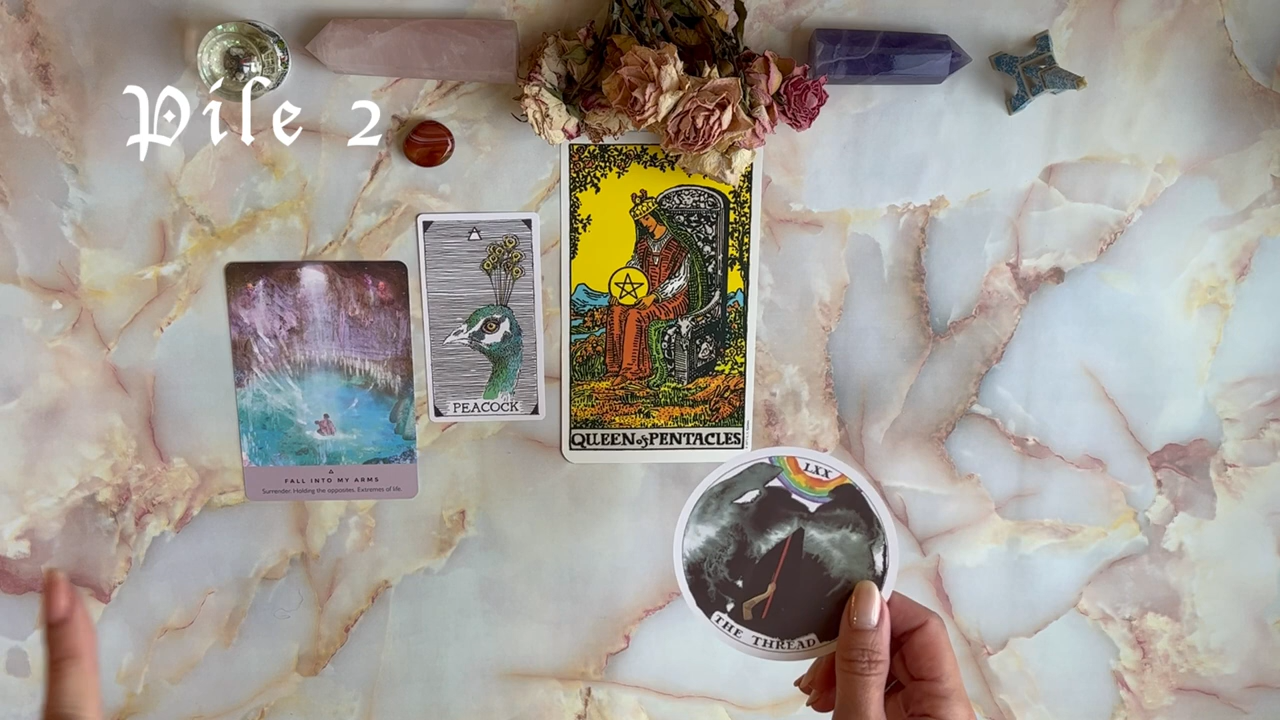 Pile 2
FALL INTO MY ARMS
Surrender. Holding the opposites. Extremes of life.
PEACOCK
QUEEN of PENTACLES
LXX
THE THREAD